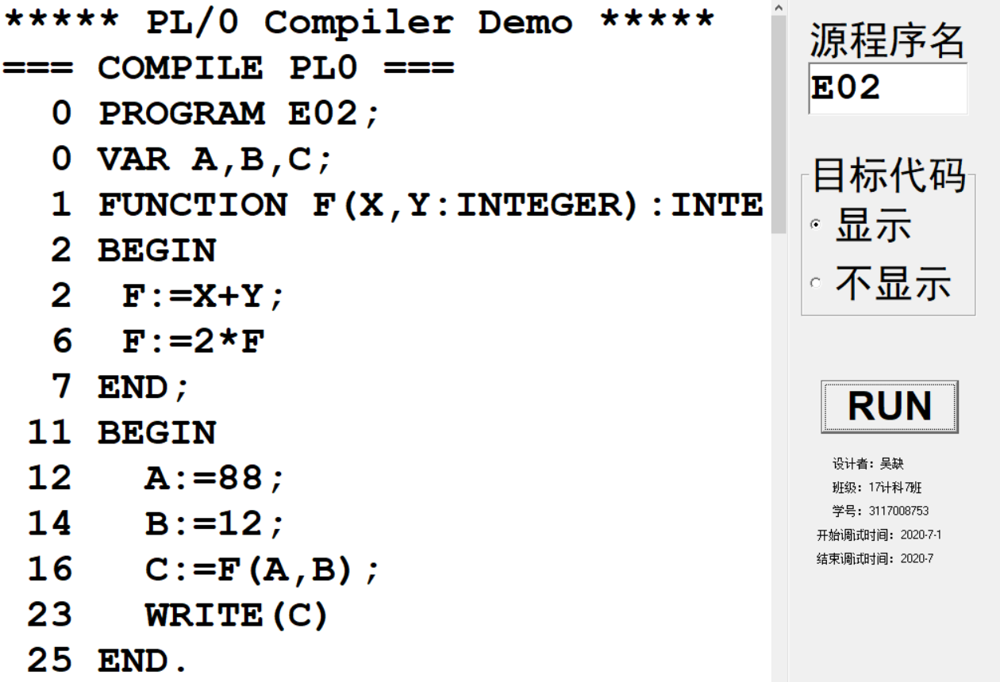 ***** PL/0 Compiler Demo *****
=== COMPILE PL0 ===
0 PROGRAM E02;
0 VAR A,B,C;
1 FUNCTION F(X,Y:INTEGER):INTE
2 BEGIN
2 F:=X+Y;
6 F:=2*F
7 END;
11 BEGIN
12 A:=88;
14 B:=12;
16 C:=F(A,B);
23 WRITE(C)
25 END.
源程序名
E02
目标代码
显示
不显示
RUN
设计者：吴缺
班级：17计科7班
学号：3117008753
开始调试时间：2020-7-1
结束调试时间：2020-7